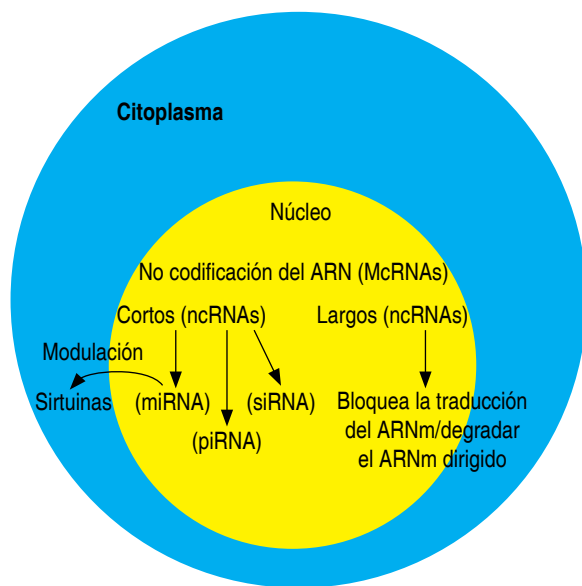 Citoplasma
Núcleo
No codificación del ARN (McRNAs)
Cortos (ncRNAs)
Largos (ncRNAs)
Modulación
Sirtuinas
(miRNA)
(siRNA)
(piRNA)
Bloquea la traducción
del ARNm/degradar
el ARNm dirigido